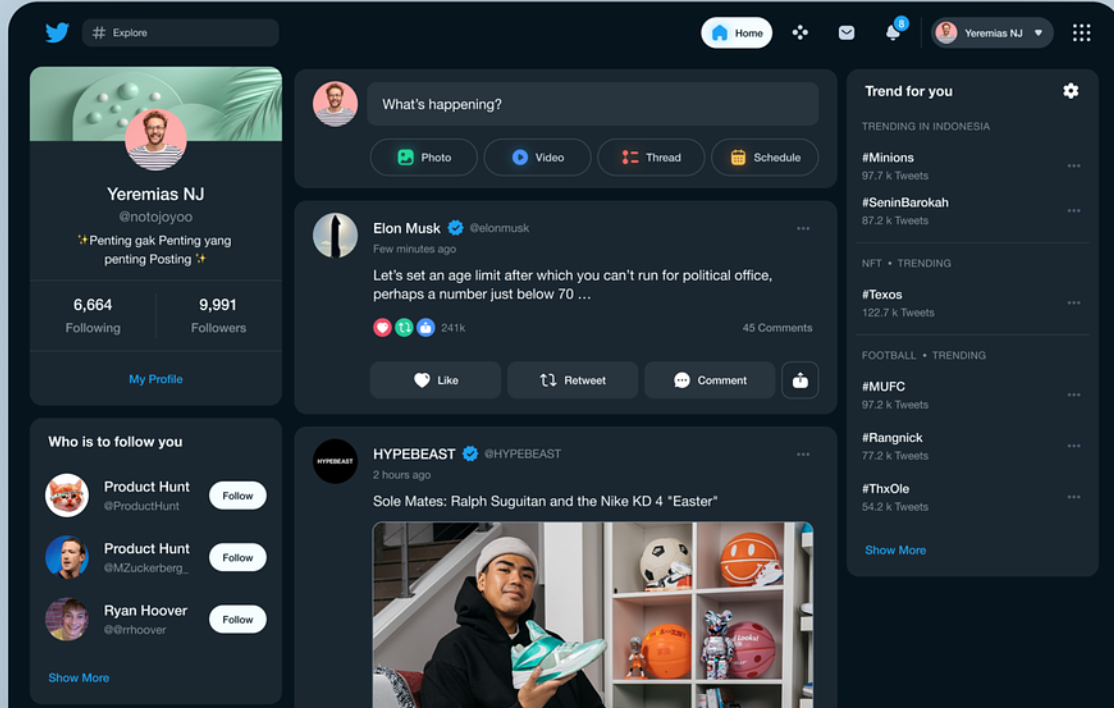 # Explore
Home
8
Yeremias NJ
Yeremias NJ
@notojoyoo
✨Penting gak Penting yang
penting Posting ✨
6,664
Following
9,991
Followers
My Profile
Who is to follow you
Product Hunt
@ProductHunt
Follow
Product Hunt
@MZuckerberg_
Follow
Ryan Hoover
@@rrhoover
Follow
Show More
What's happening?
Photo
Video
Thread
Schedule
Elon Musk @elonmusk
Few minutes ago
Let's set an age limit after which you can't run for political office,
perhaps a number just below 70 ...
241k
45 Comments
Like
Retweet
Comment
HYPEBEAST
HYPEBEAST @HYPEBEAST
2 hours ago
Sole Mates: Ralph Suguitan and the Nike KD 4 "Easter"
Looks!
Trend for you
TRENDING IN INDONESIA
#Minions
97.7 k Tweets
#SeninBarokah
87.2 k Tweets
NFT • TRENDING
#Texos
122.7 k Tweets
FOOTBALL • TRENDING
#MUFC
97.2 k Tweets
#Rangnick
77.2 k Tweets
#ThxOle
54.2 k Tweets
Show More